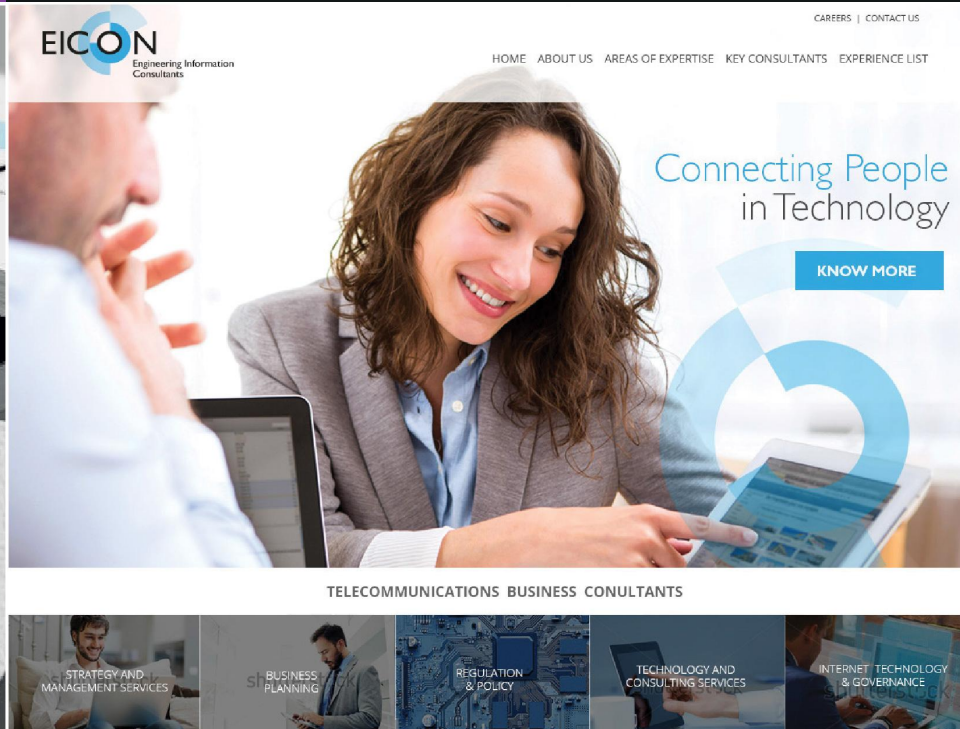 CAREERS | CONTACT US
EICON
Engineering Information
Consultants
HOME ABOUT US AREAS OF EXPERTISE KEY CONSULTANTS EXPERIENCE LIST
Connecting People
in Technology
KNOW MORE
TELECOMMUNICATIONS BUSINESS CONULTANTS
STRATEGY AND
MANAGEMENT SERVICES
BUSINESS
PLANNING
REGULATION
& POLICY
TECHNOLOGY AND
CONSULTING SERVICES
INTERNET TECHNOLOGY
& GOVERNANCE